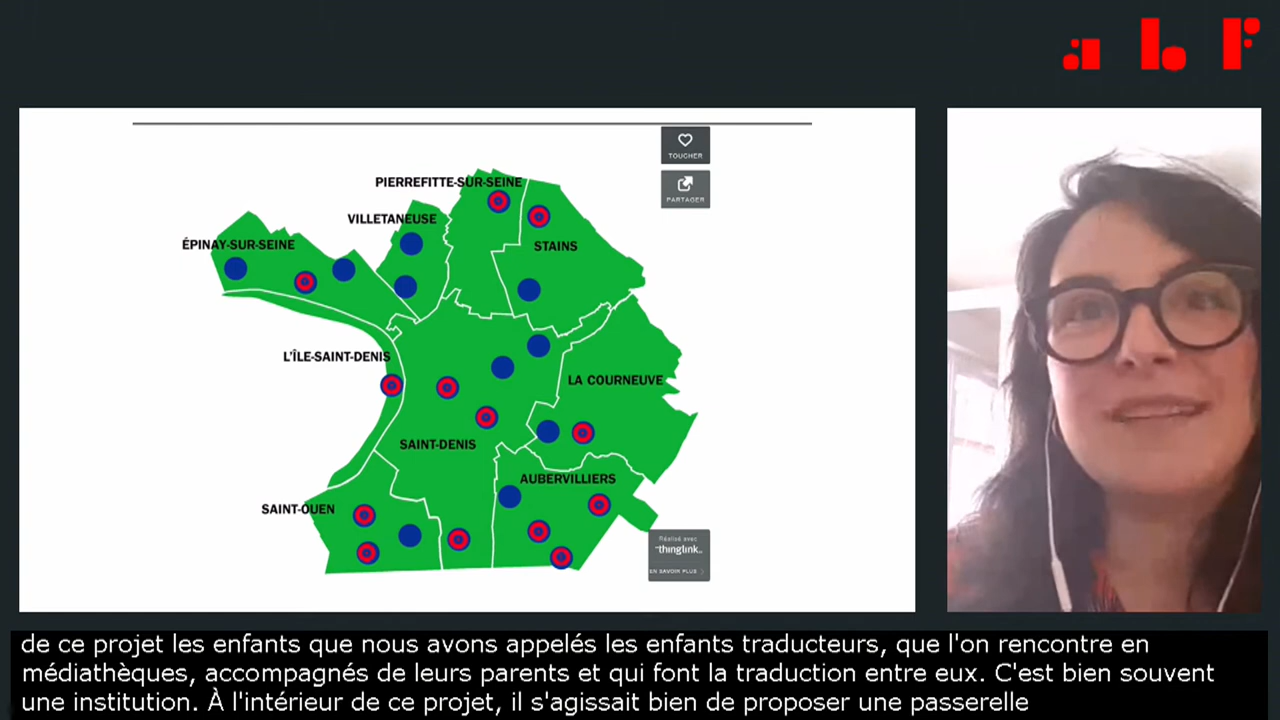 abf
TOUCHER
PARTAGER
PIERREFITTE-SUR-SEINE
VILLETANEUSE
ÉPINAY-SUR-SEINE
STAINS
L'ÎLE-SAINT-DENIS
LA COURNEUVE
SAINT-DENIS
AUBERVILLIERS
SAINT-OUEN
Réalisé avec
thinglink..
EN SAVOIR PLUS
de ce projet les enfants que nous avons appelés les enfants traducteurs, que l'on rencontre en
médiathèques, accompagnés de leurs parents et qui font la traduction entre eux. C'est bien souvent
une institution. À l'intérieur de ce projet, il s'agissait bien de proposer une passerelle